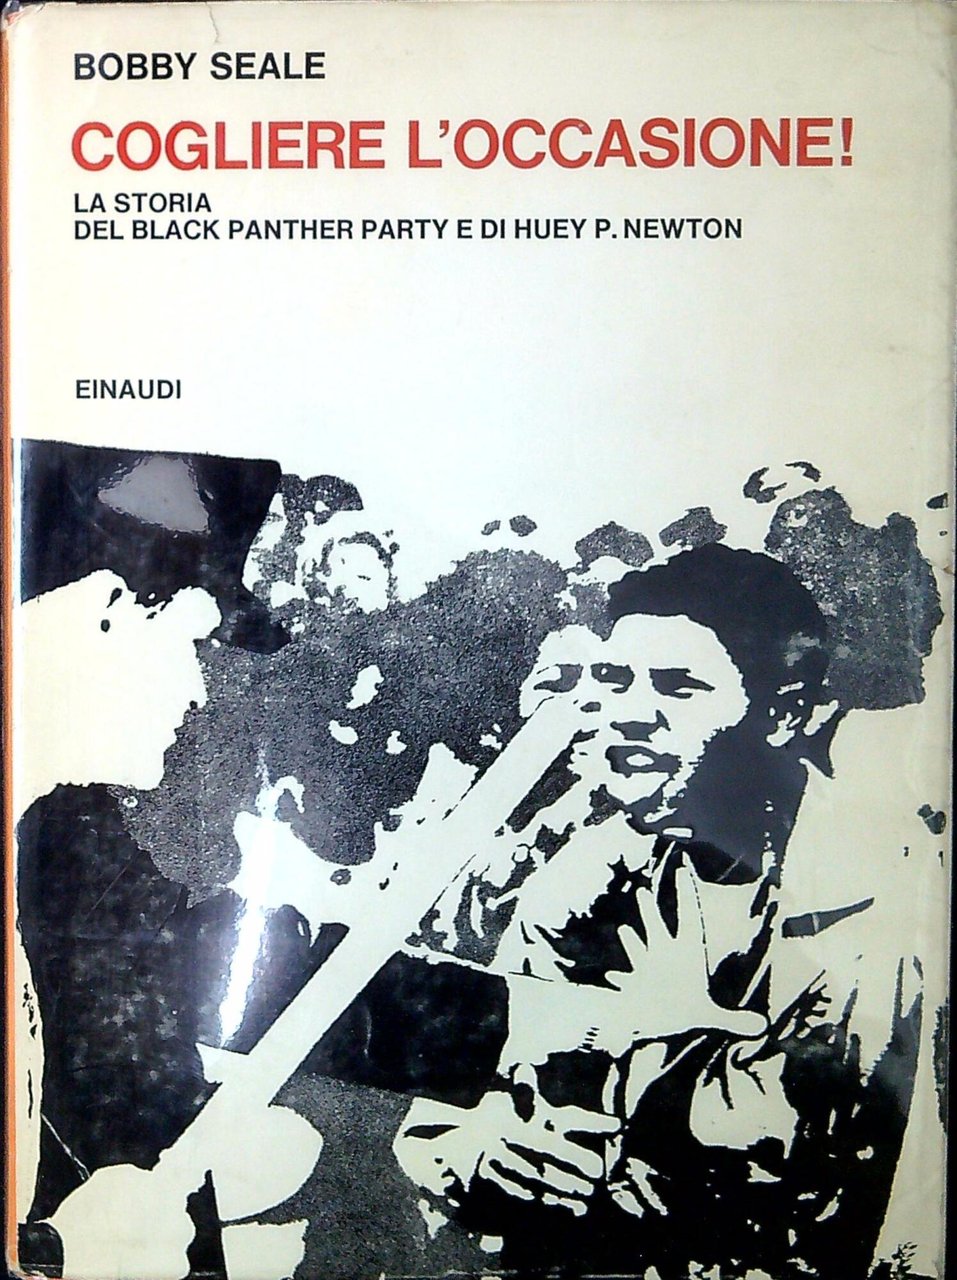 BOBBY SEALE
COGLIERE L'OCCASIONE!
LA STORIA
DEL BLACK PANTHER PARTY E DI HUEY P. NEWTON
EINAUDI